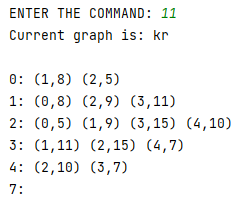 ENTER THE COMMAND: 11
Current graph is: kr
0: (1,8) (2,5)
1: (0,8) (2,9) (3,11)
2: (0,5) (1,9) (3,15) (4,10)
3: (1,11) (2,15) (4,7)
4: (2,10) (3,7)
7: